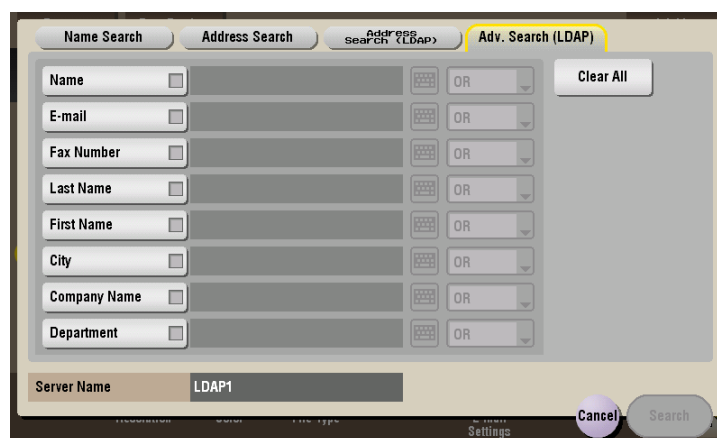 Name Search
Address Search
Address
Search (LDAP)
Adv. Search (LDAP)
Name
OR
Clear All
E-mail
OR
Fax Number
OR
Last Name
OR
First Name
OR
City
OR
Company Name
OR
Department
OR
Server Name
LDAP1
Cancel
Search
Settings